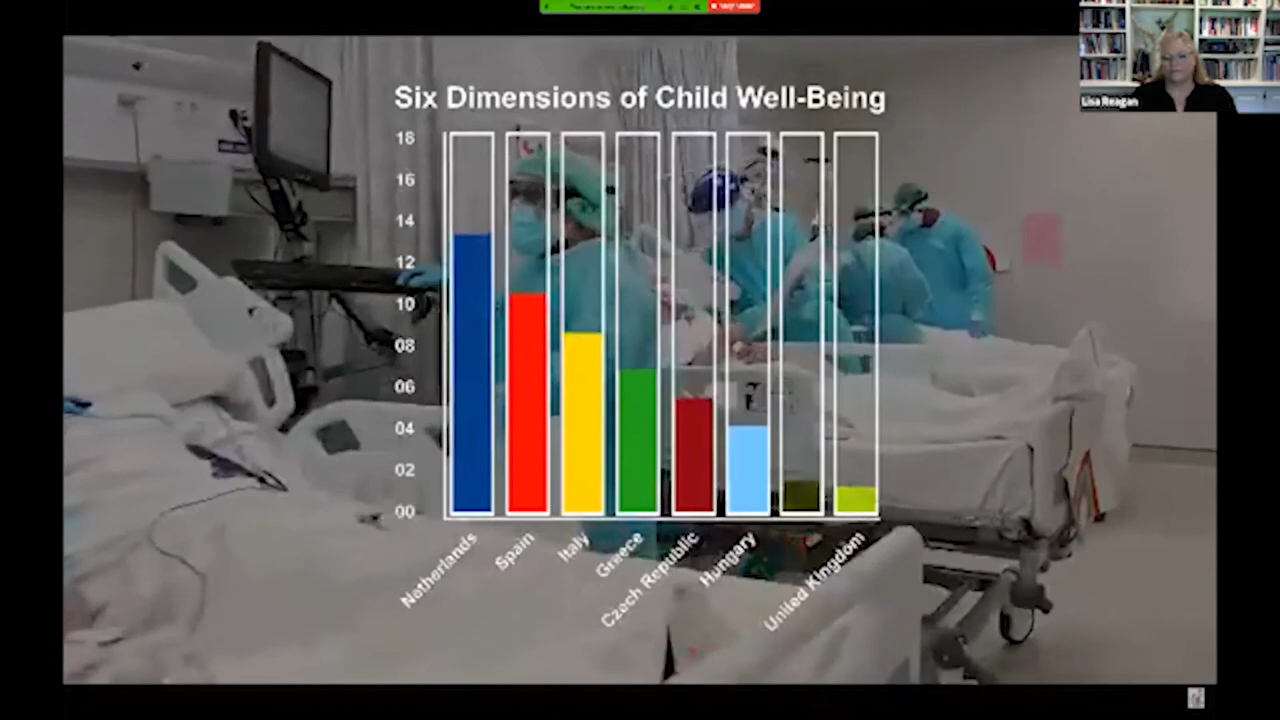 Lisa Reagan
Six Dimensions of Child Well-Being
18
16
14
12
10
08
06
04
02
00
Netherlands
Spain
Italy
Greece
Czech Republic
Hungary
United Kingdom